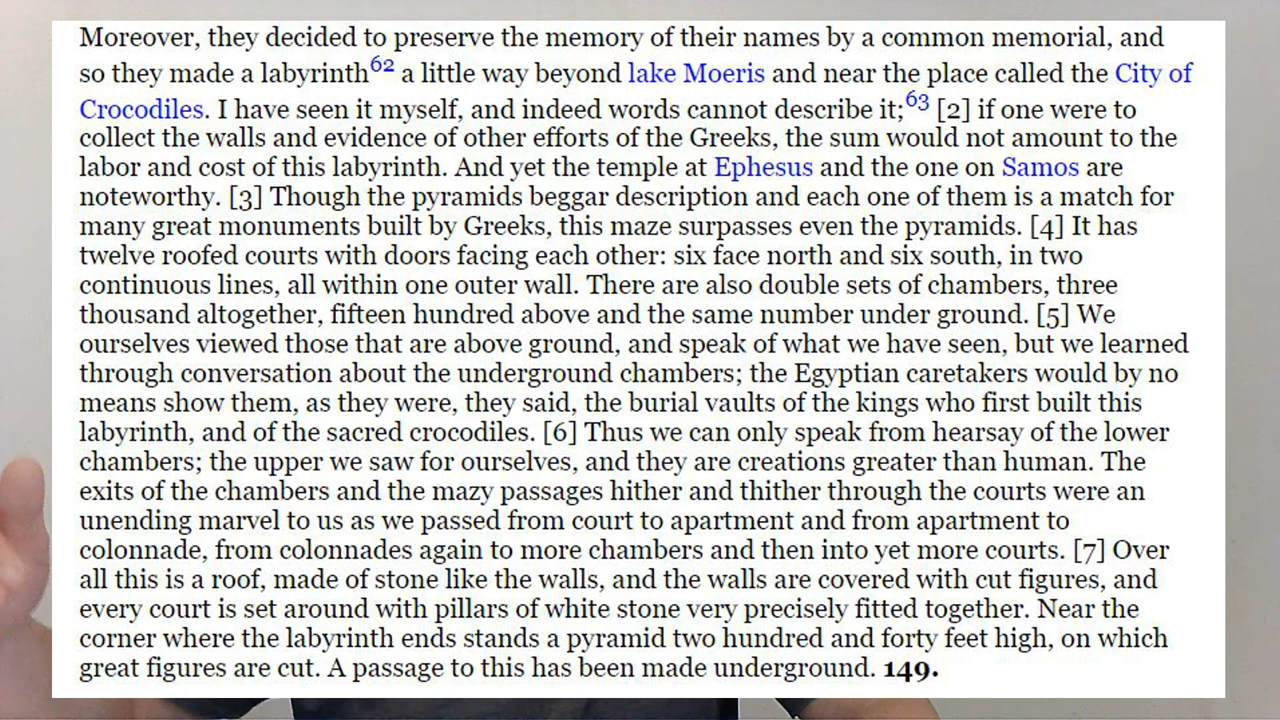 Moreover, they decided to preserve the memory of their names by a common memorial, and
so they made a labyrinth62 a little way beyond lake Moeris and near the place called the City of
Crocodiles. I have seen it myself, and indeed words cannot describe it;63 [2] if one were to
collect the walls and evidence of other efforts of the Greeks, the sum would not amount to the
labor and cost of this labyrinth. And yet the temple at Ephesus and the one on Samos are
noteworthy. [3] Though the pyramids beggar description and each one of them is a match for
many great monuments built by Greeks, this maze surpasses even the pyramids. [4] It has
twelve roofed courts with doors facing each other: six face north and six south, in two
continuous lines, all within one outer wall. There are also double sets of chambers, three
thousand altogether, fifteen hundred above and the same number under ground. [5] We
ourselves viewed those that are above ground, and speak of what we have seen, but we learned
through conversation about the underground chambers; the Egyptian caretakers would by no
means show them, as they were, they said, the burial vaults of the kings who first built this
labyrinth, and of the sacred crocodiles. [6] Thus we can only speak from hearsay of the lower
chambers; the upper we saw for ourselves, and they are creations greater than human. The
exits of the chambers and the mazy passages hither and thither through the courts were an
unending marvel to us as we passed from court to apartment and from apartment to
colonnade, from colonnades again to more chambers and then into yet more courts. [7] Over
all this is a roof, made of stone like the walls, and the walls are covered with cut figures, and
every court is set around with pillars of white stone very precisely fitted together. Near the
corner where the labyrinth ends stands a pyramid two hundred and forty feet high, on which
great figures are cut. A passage to this has been made underground. 149.